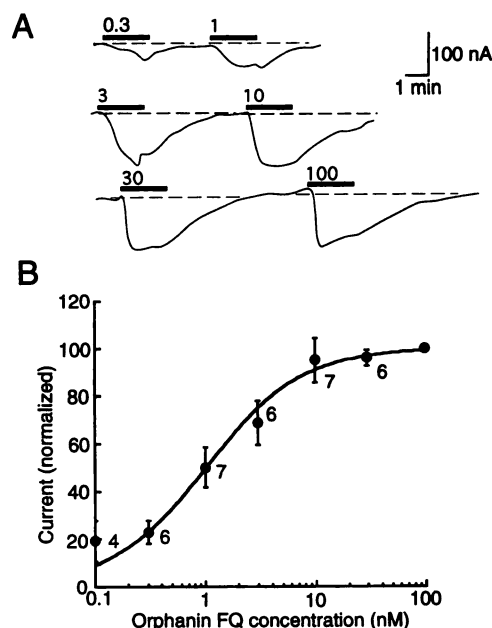 A
0.3 1
100 nA
1 min
3 10
30 100
B
120
100
80
60
40
20
0
Current (normalized)
4 6 7 6 7 6
0.1 1 10 100
Orphanin FQ concentration (nM)